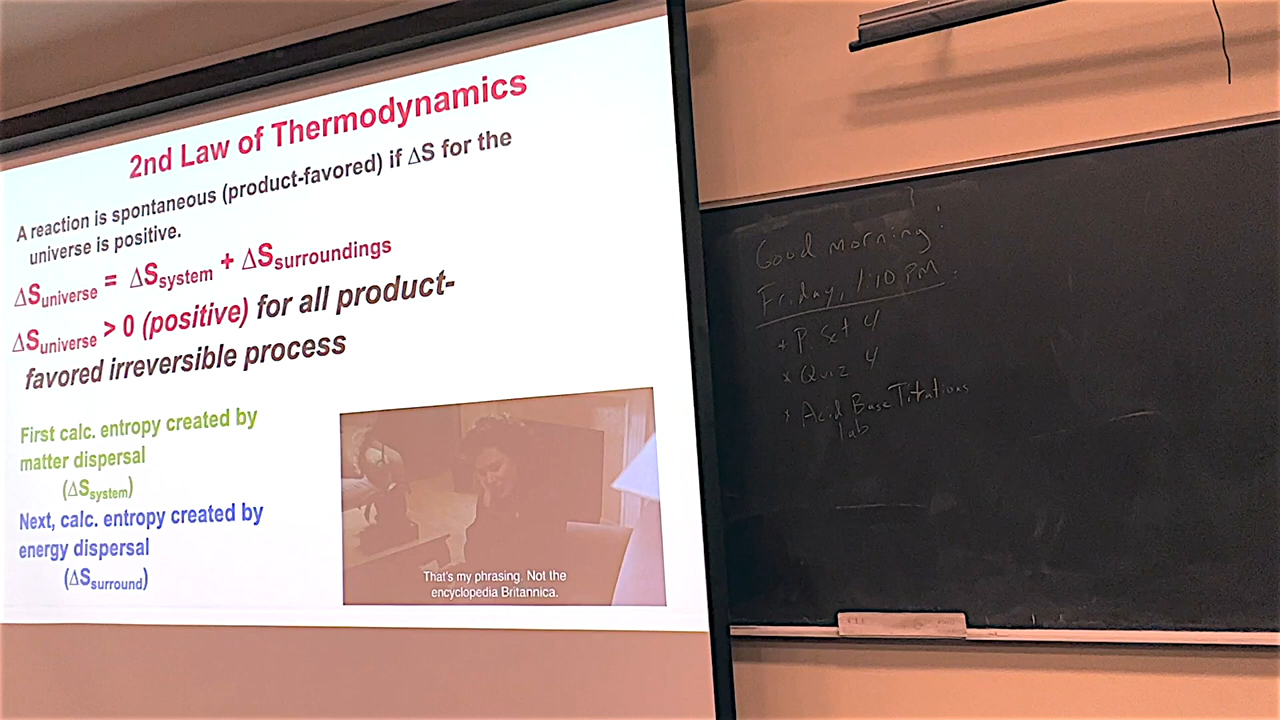 2nd Law of Thermodynamics
A reaction is spontaneous (product-favored) if ΔS for the
universe is positive.
ΔSuniverse = ΔSsystem + ΔSsurroundings
ΔSuniverse > 0 (positive) for all product-
favored irreversible process
First calc. entropy created by
matter dispersal
(ΔSsystem)
Next, calc. entropy created by
energy dispersal
(ΔSsurround)
That's my phrasing. Not the
encyclopedia Britannica.
Good morning!
Friday, 1:10 PM.
* P. Set 4
* Quiz 4
* Acid Base Titrations
lab